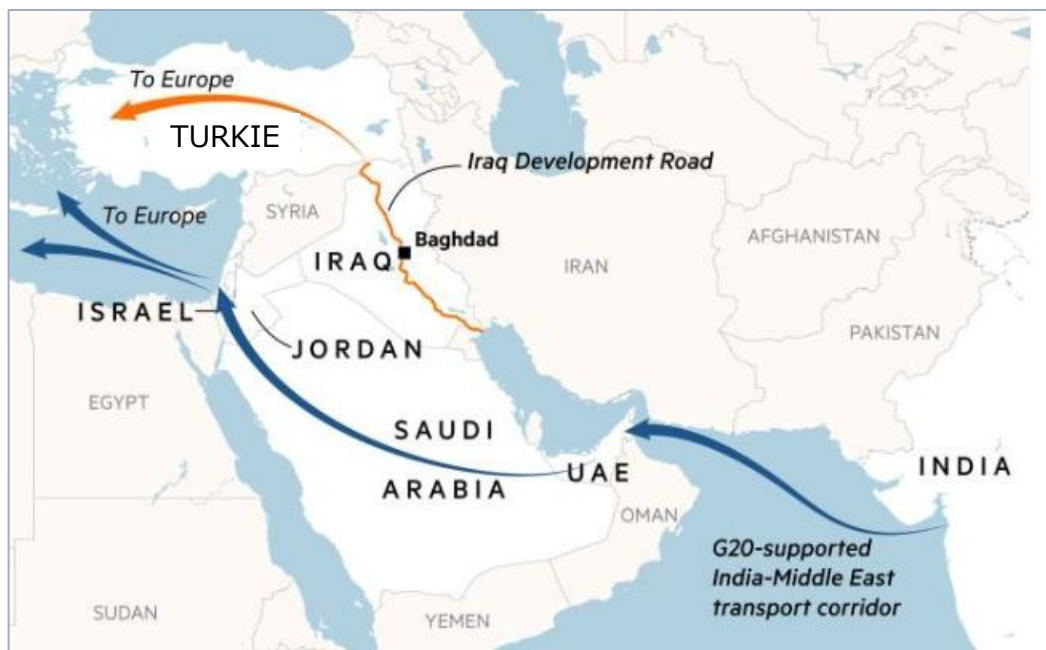 To Europe
TURKIE
Iraq Development Road
To Europe
SYRIA
Baghdad
IRAQ
IRAN
AFGHANISTAN
ISRAEL
JORDAN
PAKISTAN
EGYPT
SAUDI
ARABIA
UAE
INDIA
OMAN
G20-supported
India-Middle East
transport corridor
SUDAN
YEMEN